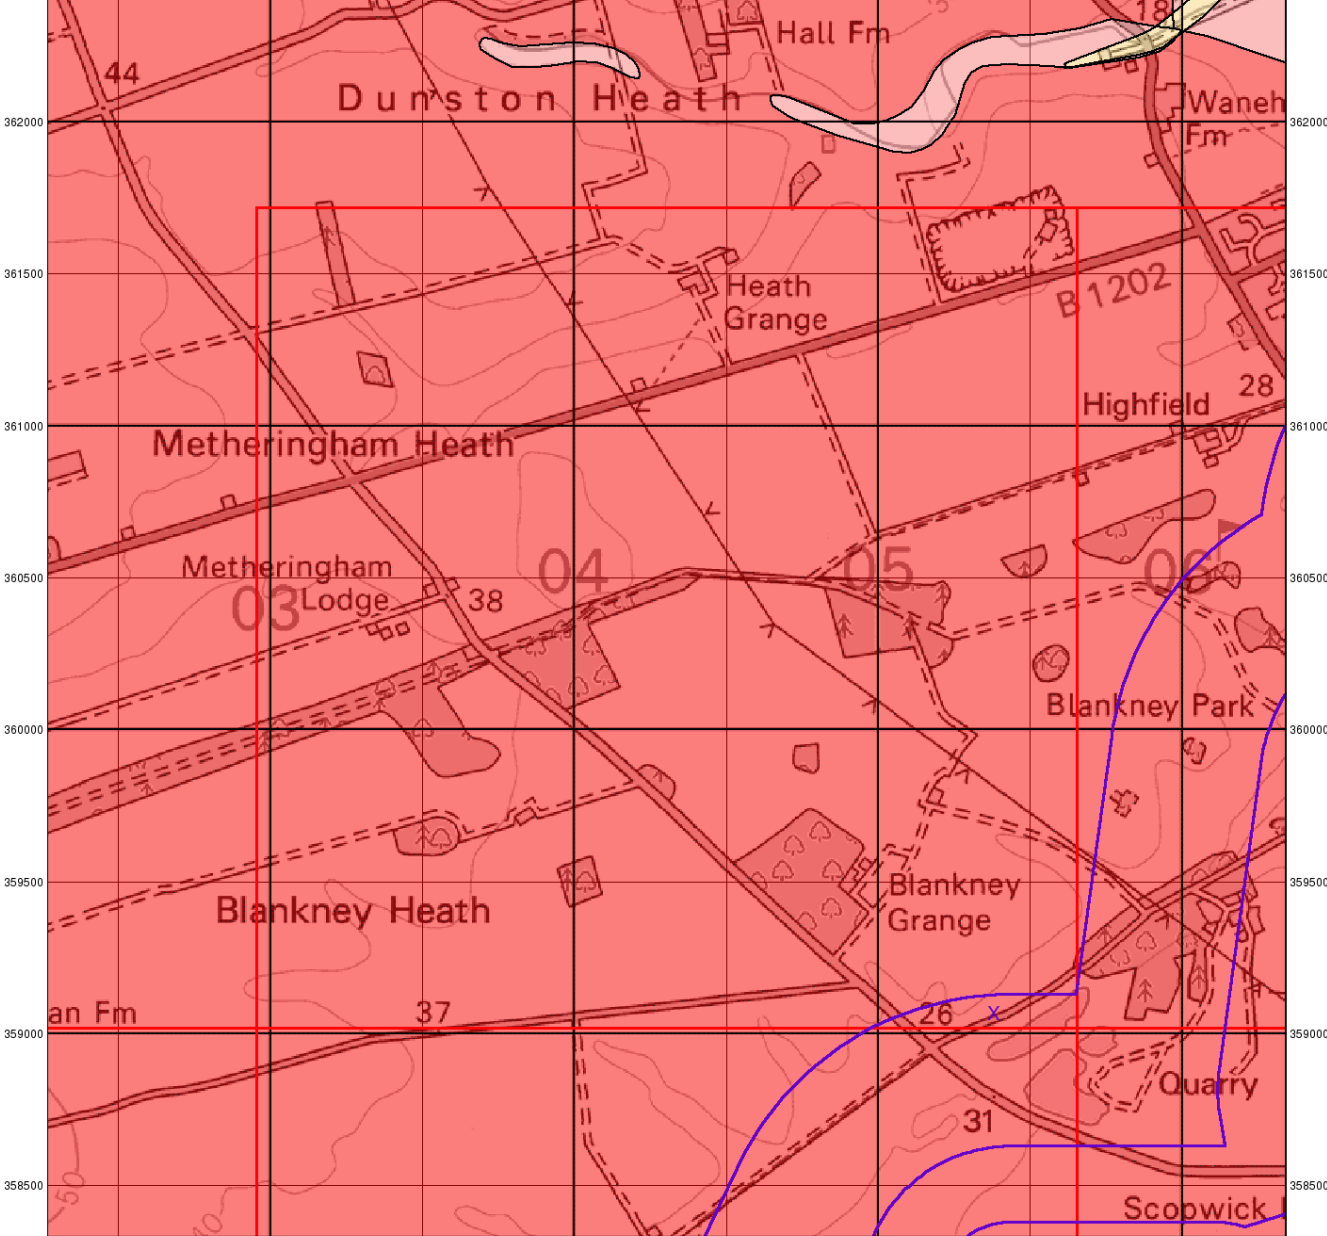 18
Hall Fm
44
Dunston Heath
Waneh
Fm
362000
362000
361500
361500
Heath
Grange
B 1202
28
Highfield
361000
361000
Metheringham Heath
Metheringham
Lodge
03
04
05
06
360500
360500
38
Blankney Park
360000
360000
359500
359500
Blankney
Grange
Blankney Heath
an Fm
37
26
X
359000
359000
Quarry
31
50
40
358500
358500
Scopwick